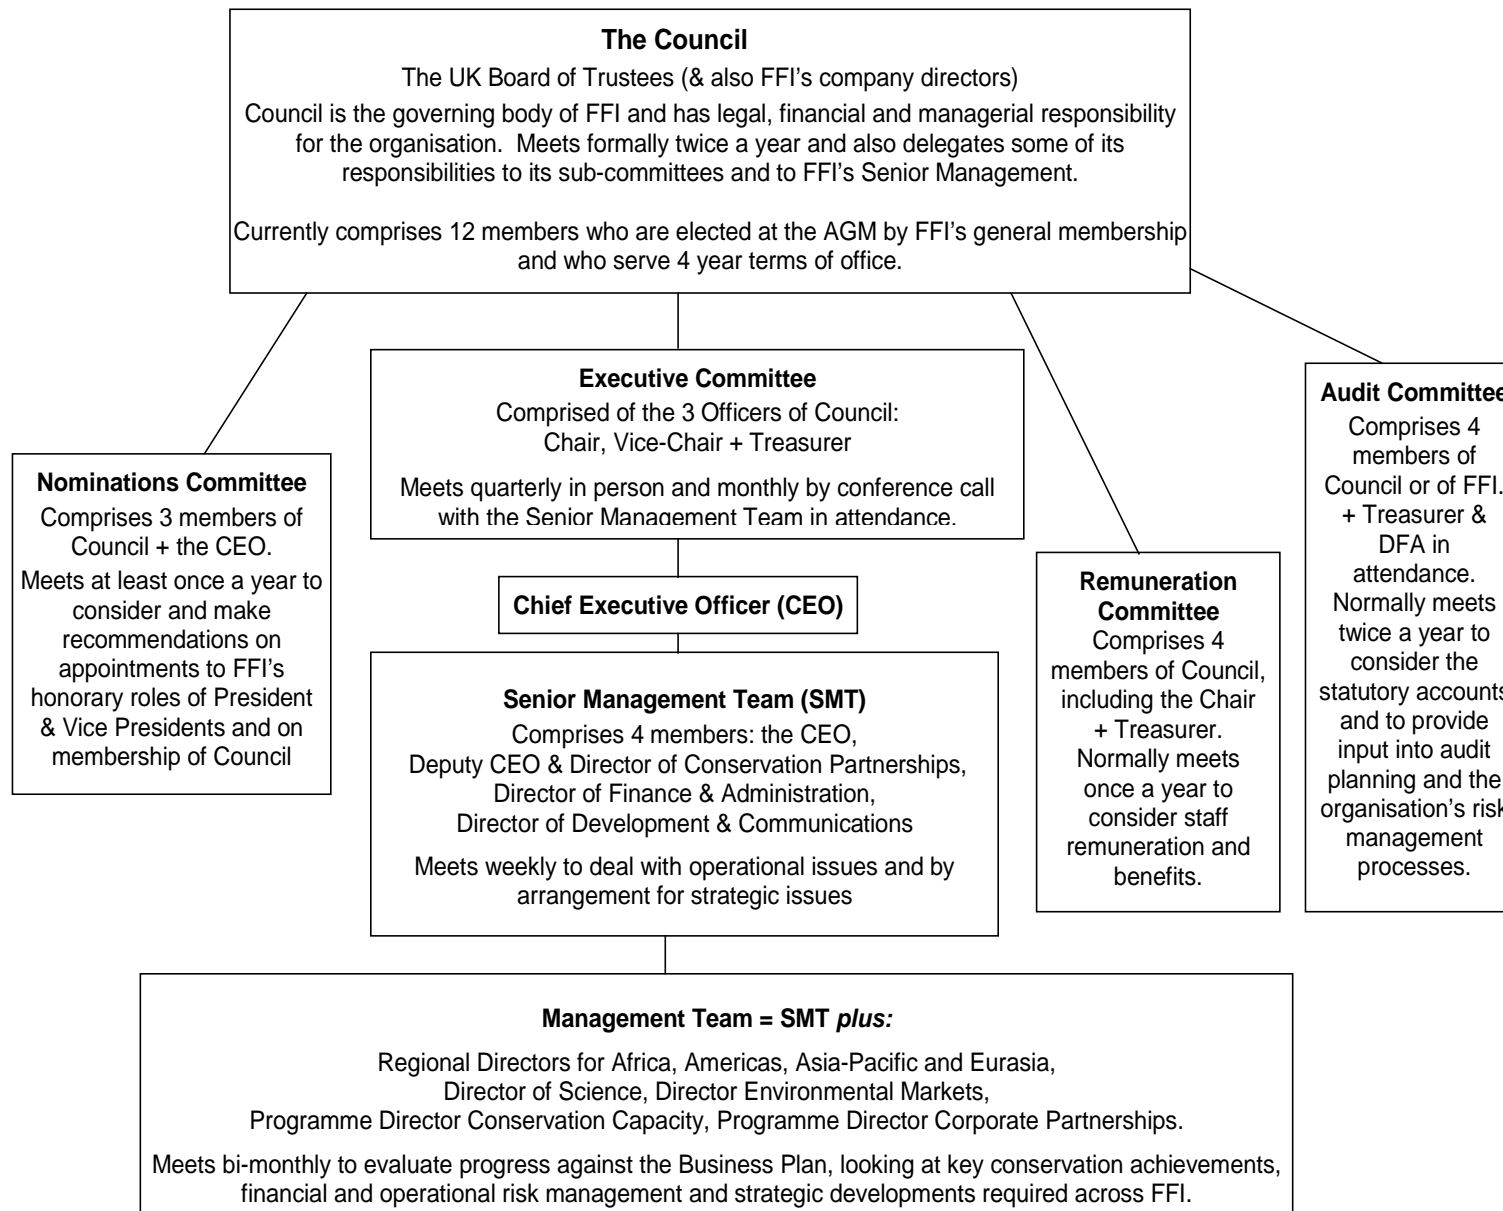 The Council
The UK Board of Trustees (& also FFI's company directors)
Council is the governing body of FFI and has legal, financial and managerial responsibility
for the organisation.  Meets formally twice a year and also delegates some of its
responsibilities to its sub-committees and to FFI's Senior Management.
Currently comprises 12 members who are elected at the AGM by FFI's general membership
and who serve 4 year terms of office.
Executive Committee
Comprised of the 3 Officers of Council:
Chair, Vice-Chair + Treasurer
Meets quarterly in person and monthly by conference call
with the Senior Management Team in attendance.
Nominations Committee
Comprises 3 members of
Council + the CEO.
Meets at least once a year to
consider and make
recommendations on
appointments to FFI's
honorary roles of President
& Vice Presidents and on
membership of Council
Chief Executive Officer (CEO)
Senior Management Team (SMT)
Comprises 4 members: the CEO,
Deputy CEO & Director of Conservation Partnerships,
Director of Finance & Administration,
Director of Development & Communications
Meets weekly to deal with operational issues and by
arrangement for strategic issues
Remuneration
Committee
Comprises 4
members of Council,
including the Chair
+ Treasurer.
Normally meets
once a year to
consider staff
remuneration and
benefits.
Audit Committee
Comprises 4
members of
Council or of FFI.
+ Treasurer &
DFA in
attendance.
Normally meets
twice a year to
consider the
statutory accounts
and to provide
input into audit
planning and the
organisation's risk
management
processes.
Management Team = SMT plus:
Regional Directors for Africa, Americas, Asia-Pacific and Eurasia,
Director of Science, Director Environmental Markets,
Programme Director Conservation Capacity, Programme Director Corporate Partnerships.
Meets bi-monthly to evaluate progress against the Business Plan, looking at key conservation achievements,
financial and operational risk management and strategic developments required across FFI.